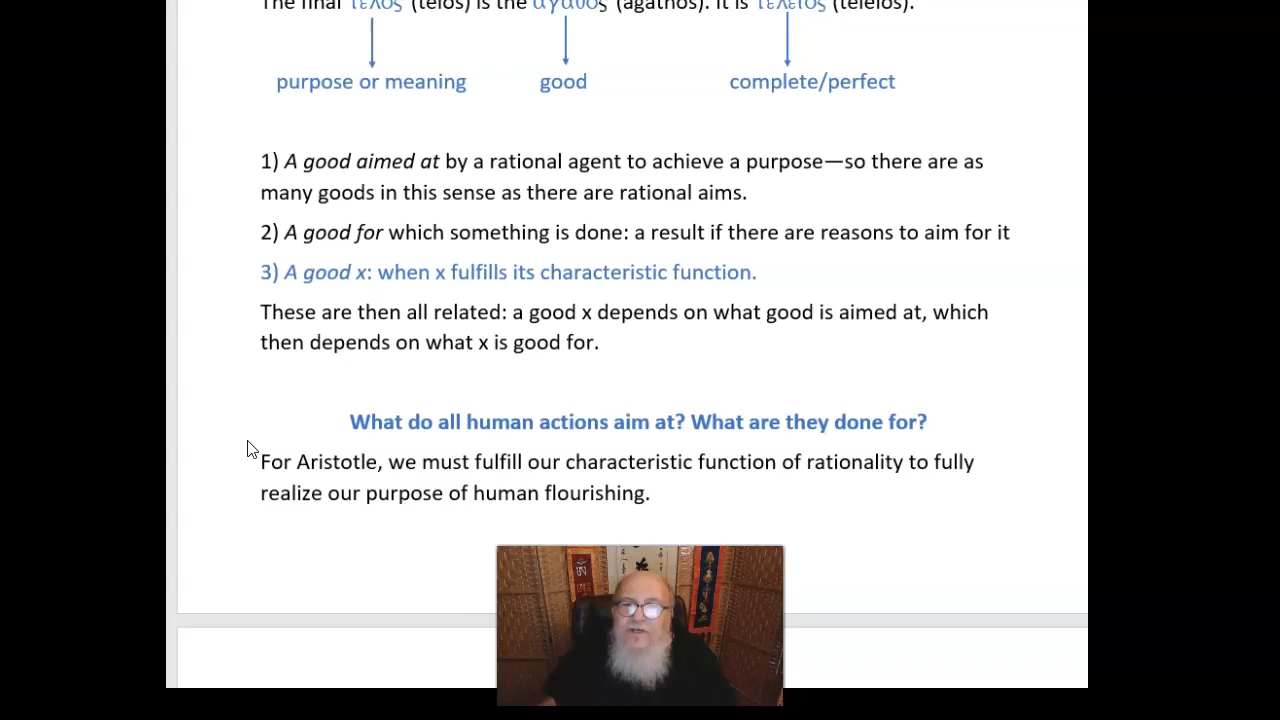 The final τέλος (telos) is the ἀγαθός (agathos). It is τέλειος (teleios).
purpose or meaning good complete/perfect
1) A good aimed at by a rational agent to achieve a purpose—so there are as
many goods in this sense as there are rational aims.
2) A good for which something is done: a result if there are reasons to aim for it
3) A good x: when x fulfills its characteristic function.
These are then all related: a good x depends on what good is aimed at, which
then depends on what x is good for.
What do all human actions aim at? What are they done for?
For Aristotle, we must fulfill our characteristic function of rationality to fully
realize our purpose of human flourishing.